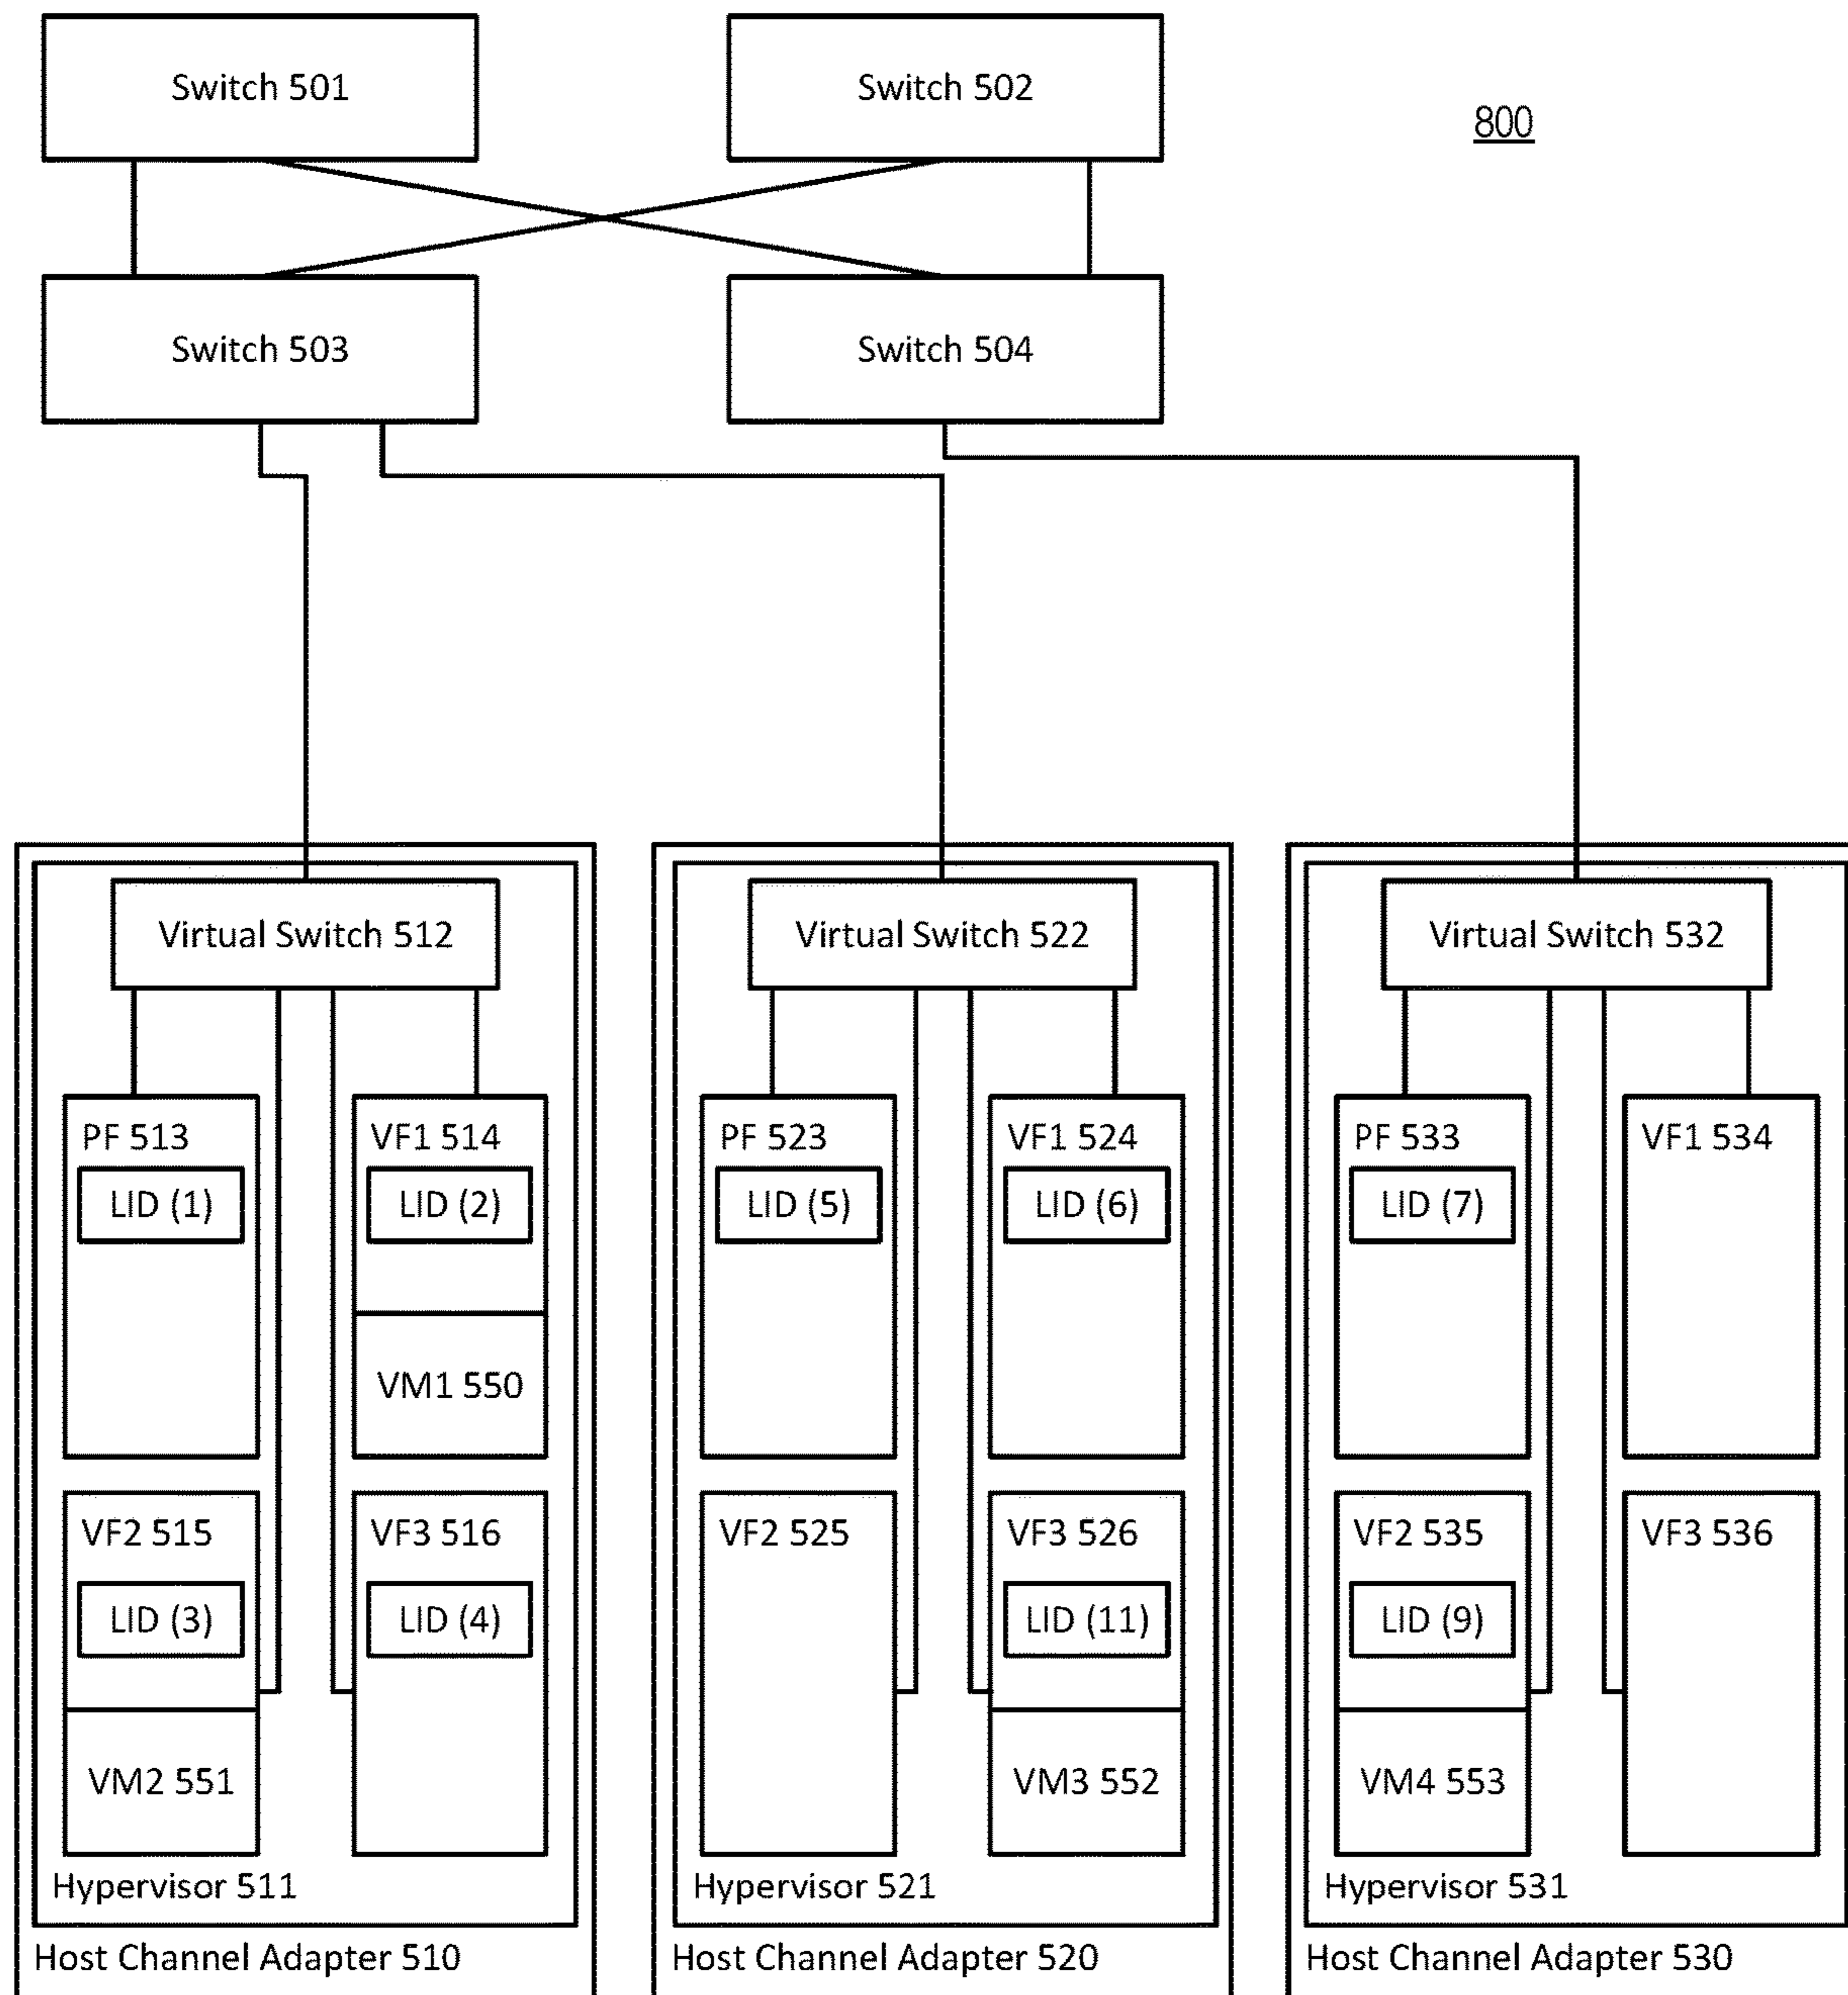 Switch 501
Switch 502
800
Switch 503
Switch 504
Virtual Switch 512
Virtual Switch 522
Virtual Switch 532
PF 513
LID (1)
VF1 514
LID (2)
VM1 550
PF 523
LID (5)
VF1 524
LID (6)
PF 533
LID (7)
VF1 534
VF2 515
LID (3)
VM2 551
VF3 516
LID (4)
VF2 525
VF3 526
LID (11)
VM3 552
VF2 535
LID (9)
VM4 553
VF3 536
Hypervisor 511
Hypervisor 521
Hypervisor 531
Host Channel Adapter 510
Host Channel Adapter 520
Host Channel Adapter 530